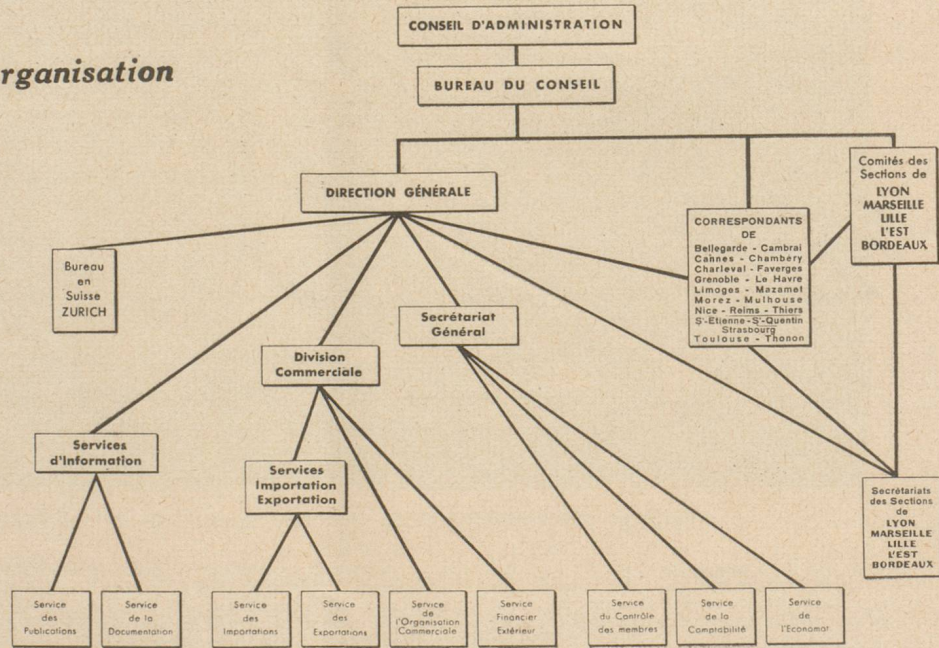 rganisation
CONSEIL D'ADMINISTRATION
BUREAU DU CONSEIL
DIRECTION GÉNÉRALE
Comités des
Sections de
LYON
MARSEILLE
LILLE
L'EST
BORDEAUX
CORRESPONDANTS
DE
Bellegarde - Cambrai
Cannes - Chambéry
Charleval - Faverges
Grenoble - Le Havre
Limoges - Mazamet
Morez - Mulhouse
Nice - Reims - Thiers
St-Etienne - St-Quentin
Strasbourg
Toulouse - Thonon
Bureau
en
Suisse
ZURICH
Secrétariat
Général
Division
Commerciale
Services
d'Information
Services
Importation
Exportation
Secrétariats
des Sections
de
LYON
MARSEILLE
LILLE
L'EST
BORDEAUX
Service
des
Publications
Service
de la
Documentation
Service
des
Importations
Service
des
Exportations
Service
de
l'Organisation
Commerciale
Service
Financier
Extérieur
Service
du Contrôle
des membres
Service
de la
Comptabilité
Service
de
l'Economat